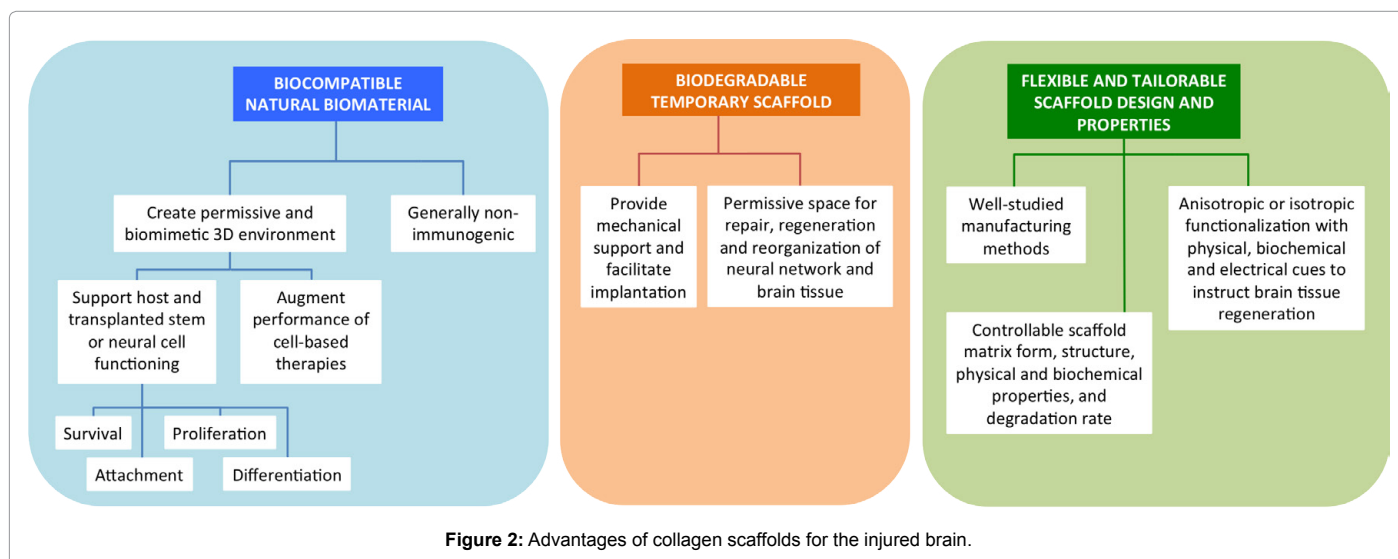 BIOCOMPATIBLE
NATURAL BIOMATERIAL
Create permissive and
biomimetic 3D environment
Generally non-
immunogenic
Support host and
transplanted stem
or neural cell
functioning
Augment
performance of
cell-based
therapies
Survival
Proliferation
Attachment
Differentiation
BIODEGRADABLE
TEMPORARY SCAFFOLD
Provide
mechanical
support and
facilitate
implantation
Permissive space for
repair, regeneration
and reorganization of
neural network and
brain tissue
FLEXIBLE AND TAILORABLE
SCAFFOLD DESIGN AND
PROPERTIES
Well-studied
manufacturing
methods
Anisotropic or isotropic
functionalization with
physical, biochemical
and electrical cues to
instruct brain tissue
regeneration
Controllable scaffold
matrix form, structure,
physical and biochemical
properties, and
degradation rate
Figure 2: Advantages of collagen scaffolds for the injured brain.